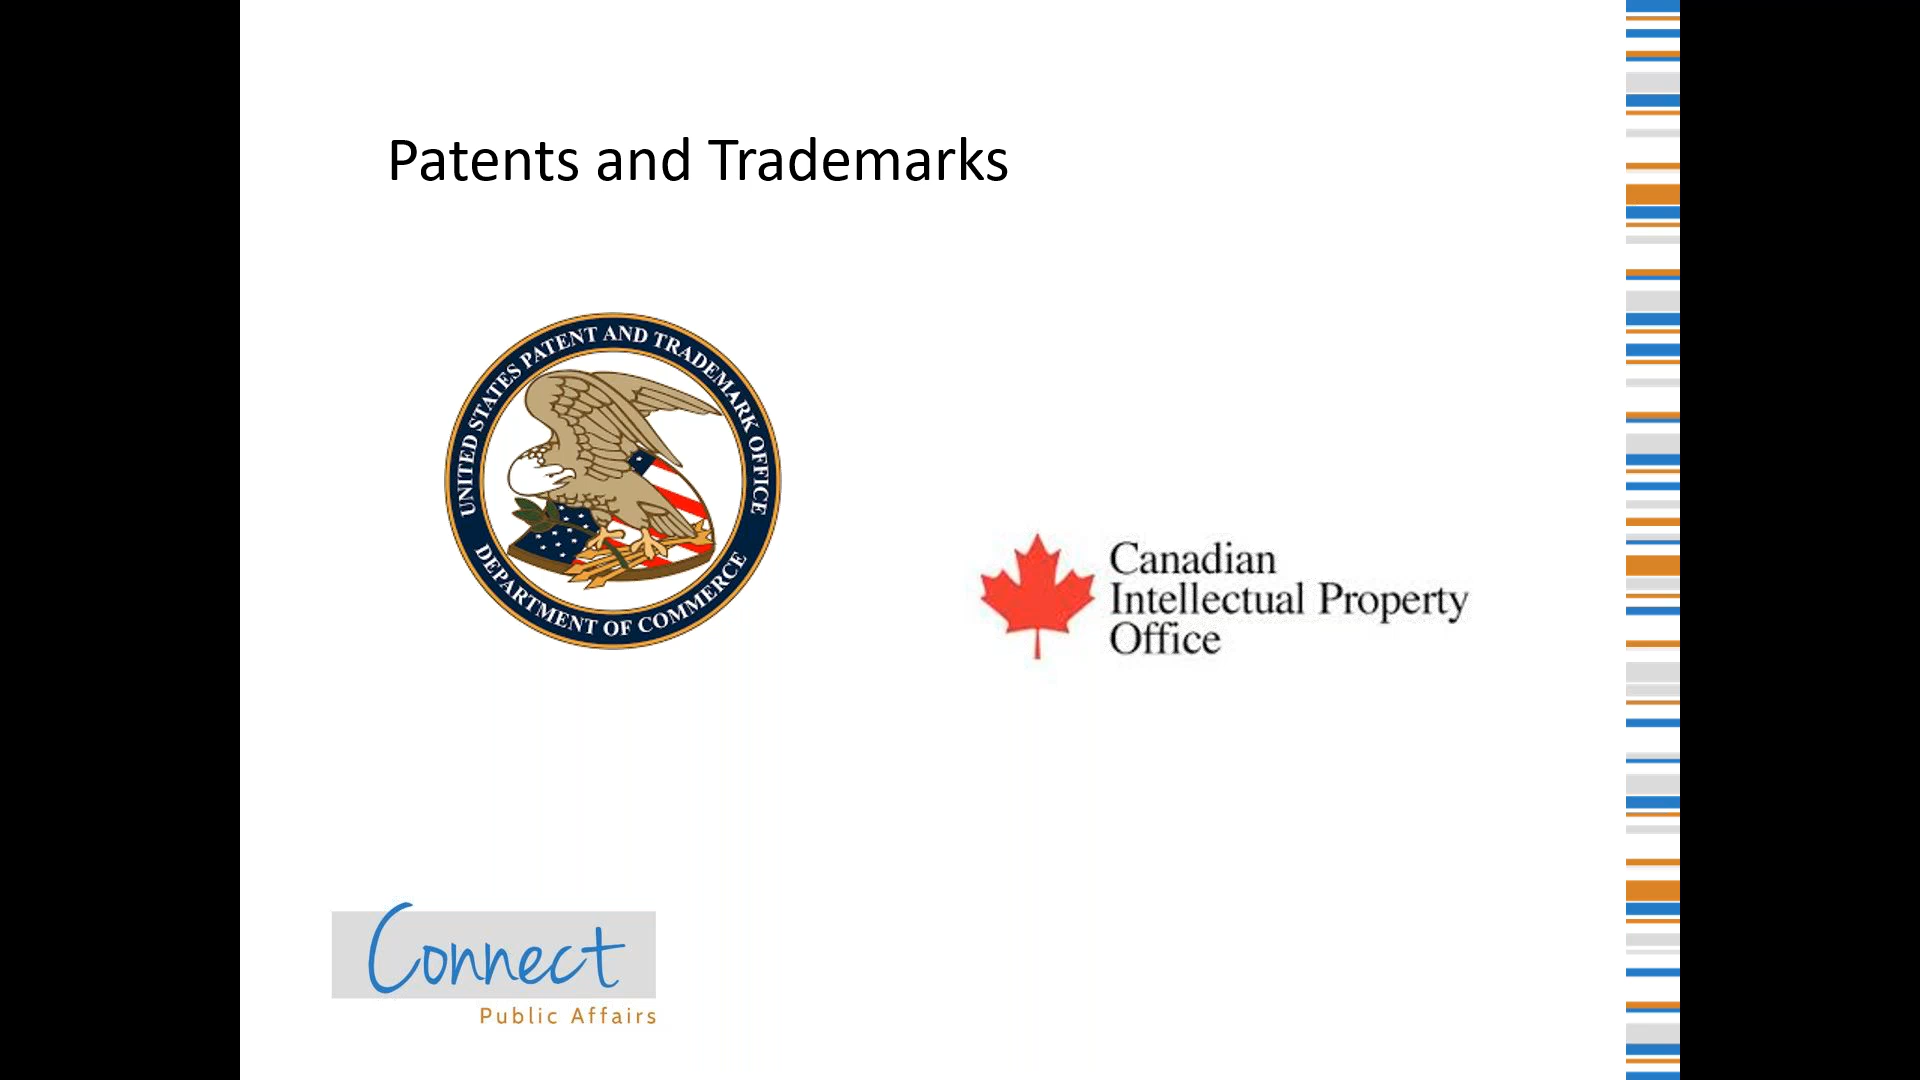 Patents and Trademarks
UNITED STATES PATENT AND TRADEMARK OFFICE
DEPARTMENT OF COMMERCE
Canadian
Intellectual Property
Office
Connect
Public Affairs